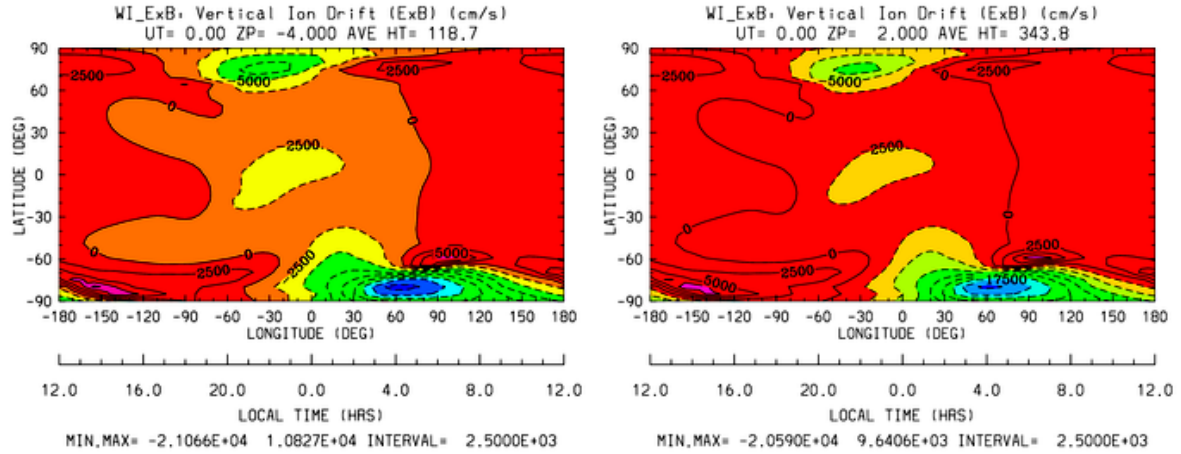 WI_ExB: Vertical Ion Drift (ExB) (cm/s)
UT= 0.00 ZP= -4.000 AVE HT= 118.7
90
60
30
0
-30
-60
-90
LATITUDE (DEG)
2500
5000
2500
0
0
2500
0
0
2500
2500
5000
-180 -150 -120 -90 -60 -30 0 30 60 90 120 150 180
LONGITUDE (DEG)
12.0 16.0 20.0 0.0 4.0 8.0 12.0
LOCAL TIME (HRS)
MIN,MAX= -2.1066E+04 1.0827E+04 INTERVAL= 2.5000E+03
WI_ExB: Vertical Ion Drift (ExB) (cm/s)
UT= 0.00 ZP= 2.000 AVE HT= 343.8
90
60
30
0
-30
-60
-90
LATITUDE (DEG)
2500
5000
2500
0
0
2500
0
0
0
2500
2500
5000
17500
-180 -150 -120 -90 -60 -30 0 30 60 90 120 150 180
LONGITUDE (DEG)
12.0 16.0 20.0 0.0 4.0 8.0 12.0
LOCAL TIME (HRS)
MIN,MAX= -2.0590E+04 9.6406E+03 INTERVAL= 2.5000E+03